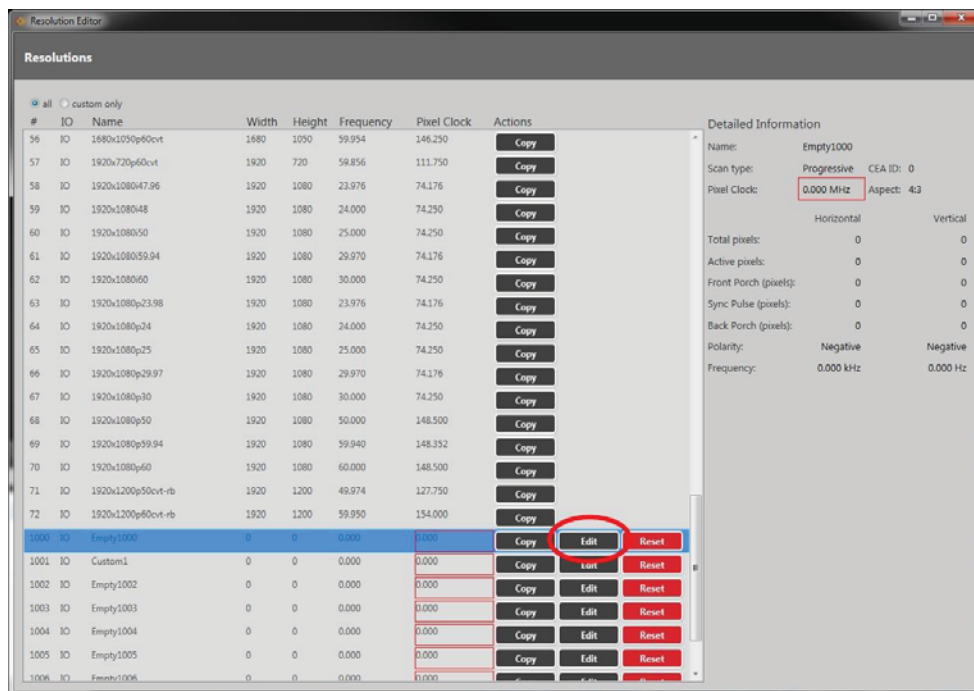 Resolution Editor
Resolutions
all custom only
# IO Name Width Height Frequency Pixel Clock Actions
56 IO 1680x1050p60cvt 1680 1050 59.954 146.250 Copy
57 IO 1920x720p60cvt 1920 720 59.856 111.750 Copy
58 IO 1920x1080i47.96 1920 1080 23.976 74.176 Copy
59 IO 1920x1080i48 1920 1080 24.000 74.250 Copy
60 IO 1920x1080i50 1920 1080 25.000 74.250 Copy
61 IO 1920x1080i59.94 1920 1080 29.970 74.176 Copy
62 IO 1920x1080i60 1920 1080 30.000 74.250 Copy
63 IO 1920x1080p23.98 1920 1080 23.976 74.176 Copy
64 IO 1920x1080p24 1920 1080 24.000 74.250 Copy
65 IO 1920x1080p25 1920 1080 25.000 74.250 Copy
66 IO 1920x1080p29.97 1920 1080 29.970 74.176 Copy
67 IO 1920x1080p30 1920 1080 30.000 74.250 Copy
68 IO 1920x1080p50 1920 1080 50.000 148.500 Copy
69 IO 1920x1080p59.94 1920 1080 59.940 148.352 Copy
70 IO 1920x1080p60 1920 1080 60.000 148.500 Copy
71 IO 1920x1200p50cvt-rb 1920 1200 49.974 127.750 Copy
72 IO 1920x1200p60cvt-rb 1920 1200 59.950 154.000 Copy
1000 IO Empty1000 0 0 0.000 0.000 Copy Edit Reset
1001 IO Custom1 0 0 0.000 0.000 Copy Edit Reset
1002 IO Empty1002 0 0 0.000 0.000 Copy Edit Reset
1003 IO Empty1003 0 0 0.000 0.000 Copy Edit Reset
1004 IO Empty1004 0 0 0.000 0.000 Copy Edit Reset
1005 IO Empty1005 0 0 0.000 0.000 Copy Edit Reset
1006 IO Empty1006 0 0 0.000 0.000
Detailed Information
Name: Empty1000
Scan type: Progressive CEA ID: 0
Pixel Clock: 0.000 MHz Aspect: 4:3
Horizontal Vertical
Total pixels: 0 0
Active pixels: 0 0
Front Porch (pixels): 0 0
Sync Pulse (pixels): 0 0
Back Porch (pixels): 0 0
Polarity: Negative Negative
Frequency: 0.000 kHz 0.000 Hz